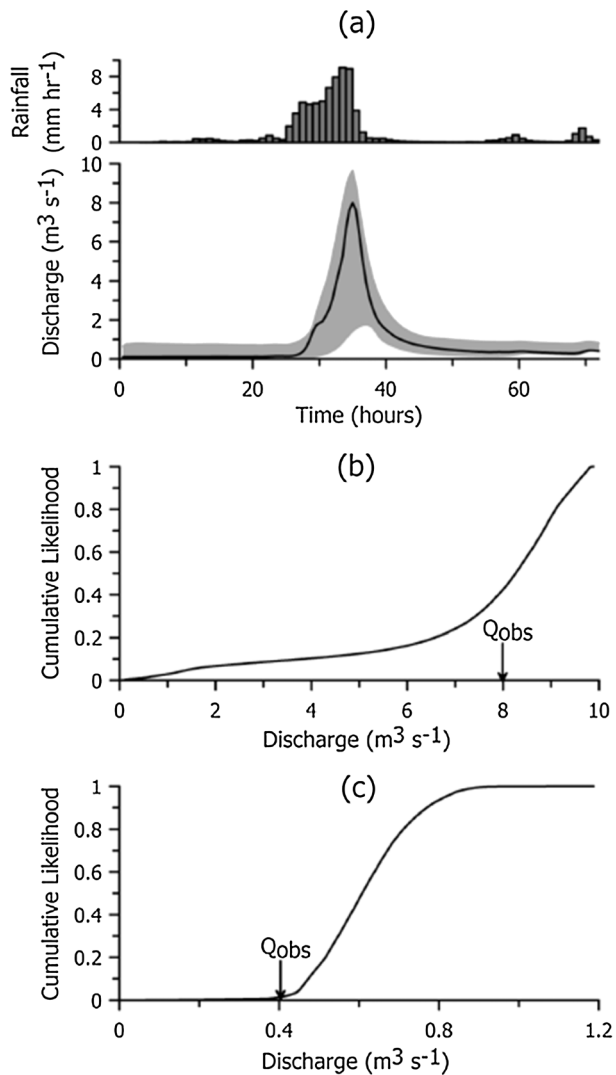 (a)
Rainfall
(mm hr-1)
8
4
0
Discharge (m3 s-1)
10
8
6
4
2
0
0 20 40 60
Time (hours)
(b)
Cumulative Likelihood
1
0.8
0.6
0.4
0.2
0
Qobs
0 2 4 6 8 10
Discharge (m3 s-1)
(c)
Cumulative Likelihood
1
0.8
0.6
0.4
0.2
0
Qobs
0 0.4 0.8 1.2
Discharge (m3 s-1)